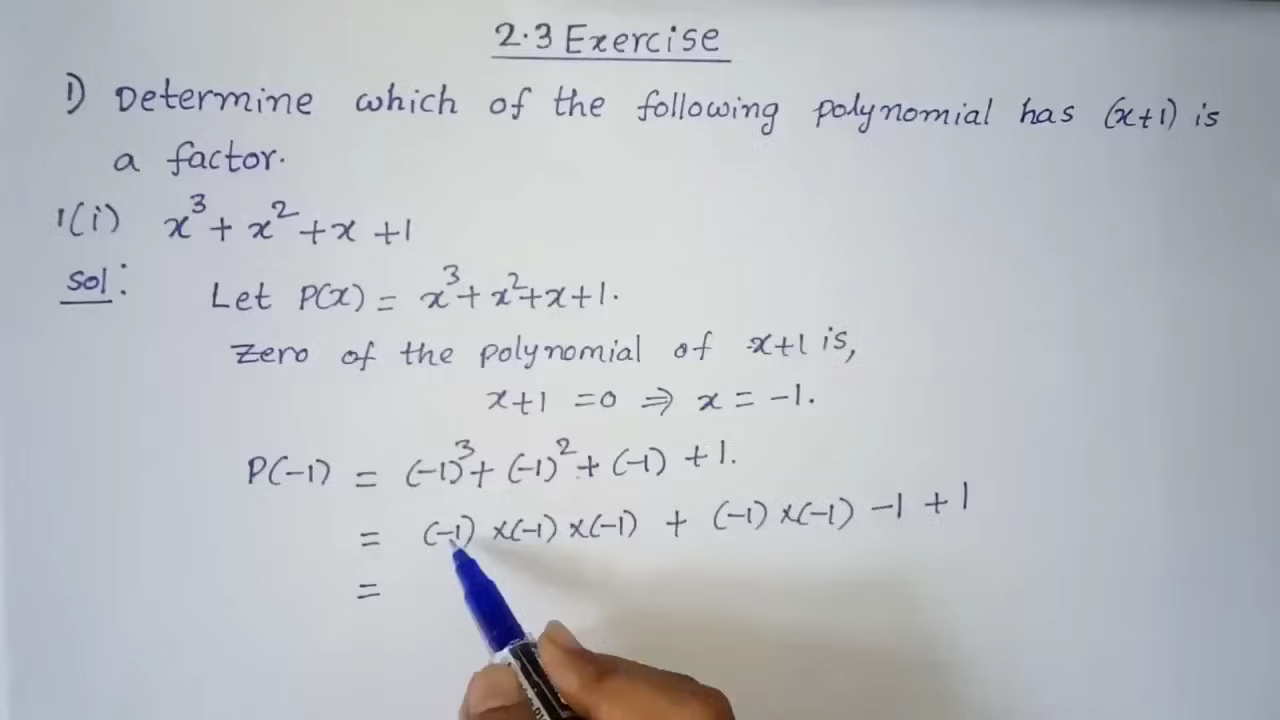 2.3 Exercise
1) Determine which of the following polynomial has (x+1) is
a factor.
1(i) x³ + x² + x + 1
Sol:
Let P(x) = x³ + x² + x + 1.
Zero of the polynomial of x+1 is,
x+1 = 0 ⇒ x = -1.
P(-1) = (-1)³ + (-1)² + (-1) + 1.
= (-1) × (-1) × (-1) + (-1) × (-1) - 1 + 1
=